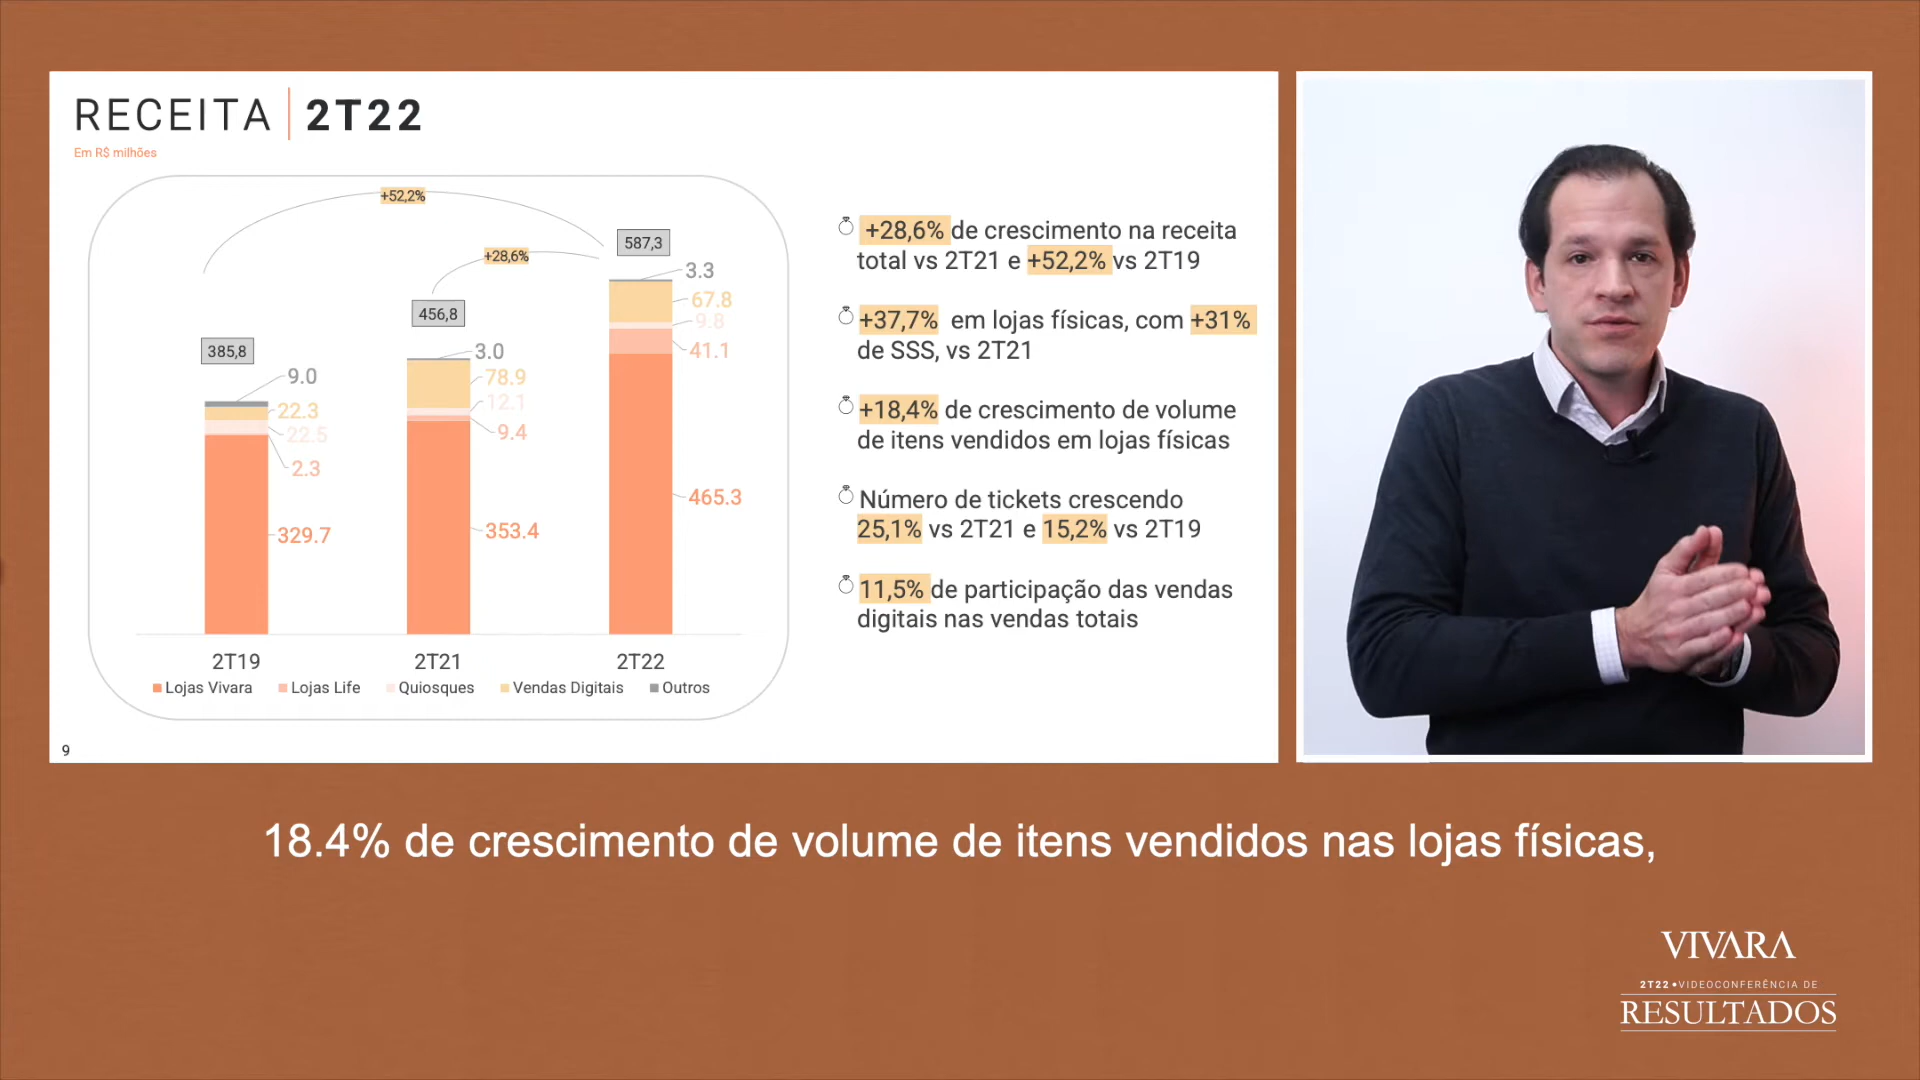 RECEITA 2T22
Em R$ milhões
+52,2%
+28,6%
385,8
456,8
587,3
9.0
22.3
22.5
2.3
329.7
3.0
78.9
12.1
9.4
353.4
3.3
67.8
9.8
41.1
465.3
2T19
2T21
2T22
Lojas Vivara
Lojas Life
Quiosques
Vendas Digitais
Outros
+28,6% de crescimento na receita
total vs 2T21 e +52,2% vs 2T19
+37,7% em lojas físicas, com +31%
de SSS, vs 2T21
+18,4% de crescimento de volume
de itens vendidos em lojas físicas
Número de tickets crescendo
25,1% vs 2T21 e 15,2% vs 2T19
11,5% de participação das vendas
digitais nas vendas totais
9
18.4% de crescimento de volume de itens vendidos nas lojas físicas,
VIVARA
2T22 • VIDEOCONFERÊNCIA DE
RESULTADOS